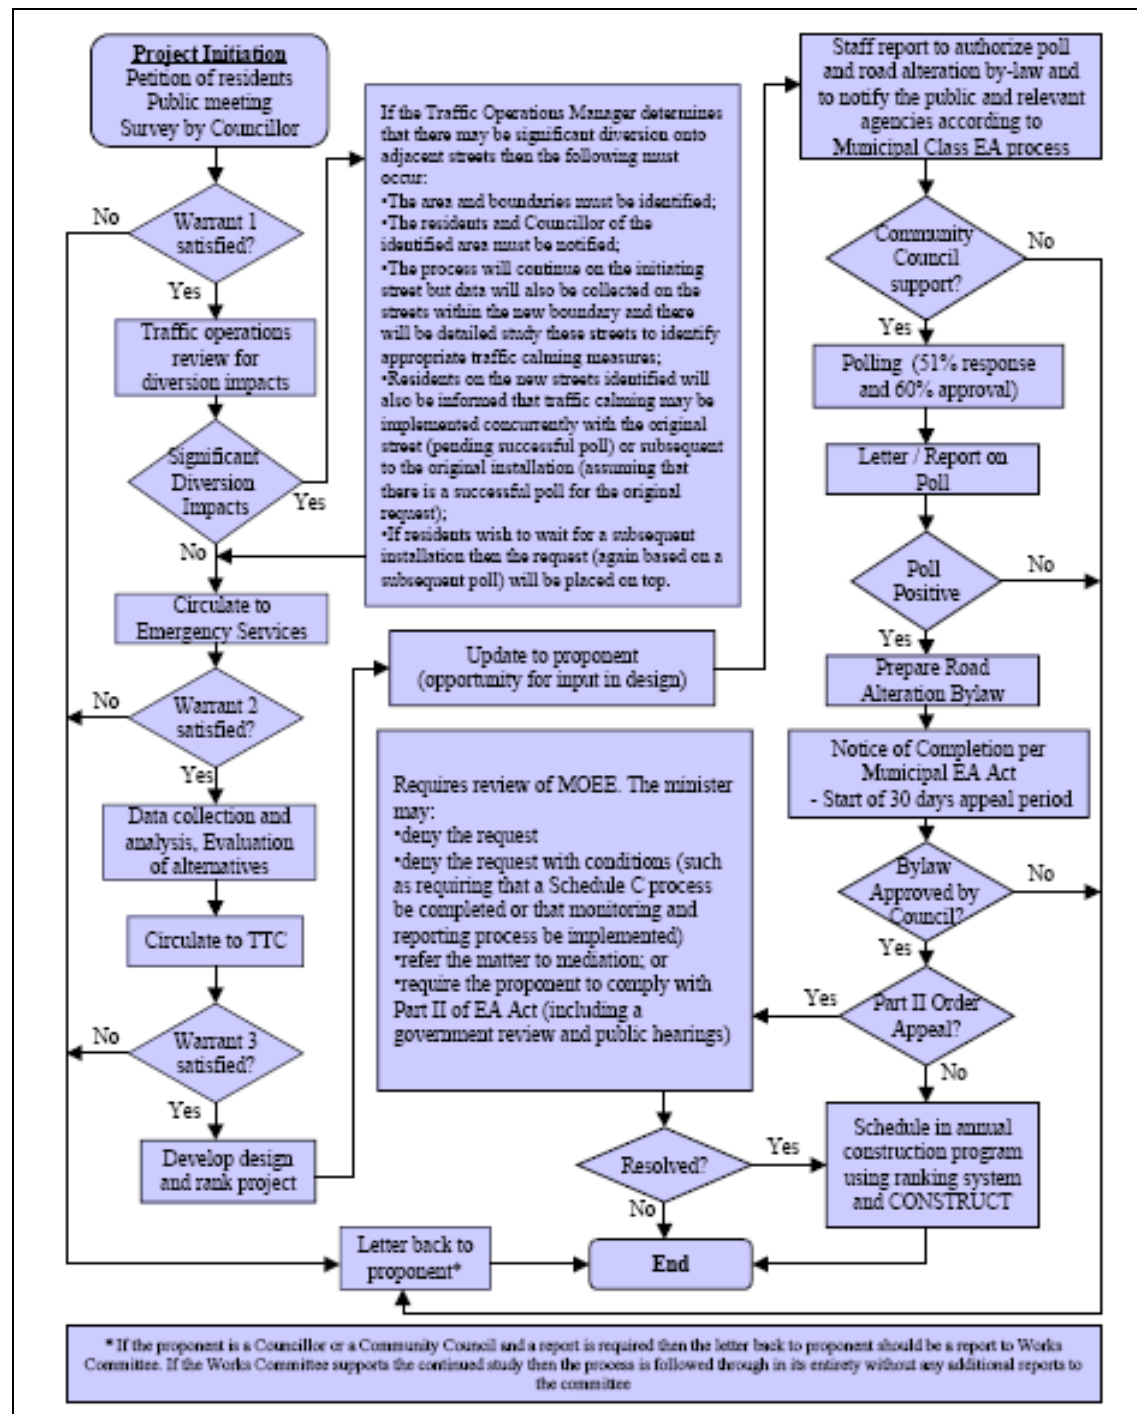 Project Initiation
Petition of residents
Public meeting
Survey by Councillor
Warrant 1
satisfied?
No
Yes
Traffic operations
review for
diversion impacts
Significant
Diversion
Impacts
Yes
No
If the Traffic Operations Manager determines
that there may be significant diversion onto
adjacent streets then the following must
occur:
•The area and boundaries must be identified;
•The residents and Councillor of the
identified area must be notified;
•The process will continue on the initiating
street but data will also be collected on the
streets within the new boundary and there
will be detailed study these streets to identify
appropriate traffic calming measures;
•Residents on the new streets identified will
also be informed that traffic calming may be
implemented concurrently with the original
street (pending successful poll) or subsequent
to the original installation (assuming that
there is a successful poll for the original
request);
•If residents wish to wait for a subsequent
installation then the request (again based on a
subsequent poll) will be placed on top.
Circulate to
Emergency Services
Warrant 2
satisfied?
No
Yes
Data collection and
analysis, Evaluation
of alternatives
Circulate to TTC
Warrant 3
satisfied?
No
Yes
Develop design
and rank project
Update to proponent
(opportunity for input in design)
Staff report to authorize poll
and road alteration by-law and
to notify the public and relevant
agencies according to
Municipal Class EA process
Community
Council
support?
No
Yes
Polling (51% response
and 60% approval)
Letter / Report on
Poll
Poll
Positive
No
Yes
Prepare Road
Alteration Bylaw
Notice of Completion per
Municipal EA Act
- Start of 30 days appeal period
Bylaw
Approved by
Council?
No
Yes
Part II Order
Appeal?
Yes
No
Requires review of MOEE. The minister
may:
•deny the request
•deny the request with conditions (such
as requiring that a Schedule C process
be completed or that monitoring and
reporting process be implemented)
•refer the matter to mediation; or
•require the proponent to comply with
Part II of EA Act (including a
government review and public hearings)
Resolved?
Yes
No
Schedule in annual
construction program
using ranking system
and CONSTRUCT
Letter back to
proponent*
End
* If the proponent is a Councillor or a Community Council and a report is required then the letter back to proponent should be a report to Works
Committee. If the Works Committee supports the continued study then the process is followed through in its entirety without any additional reports to
the committee